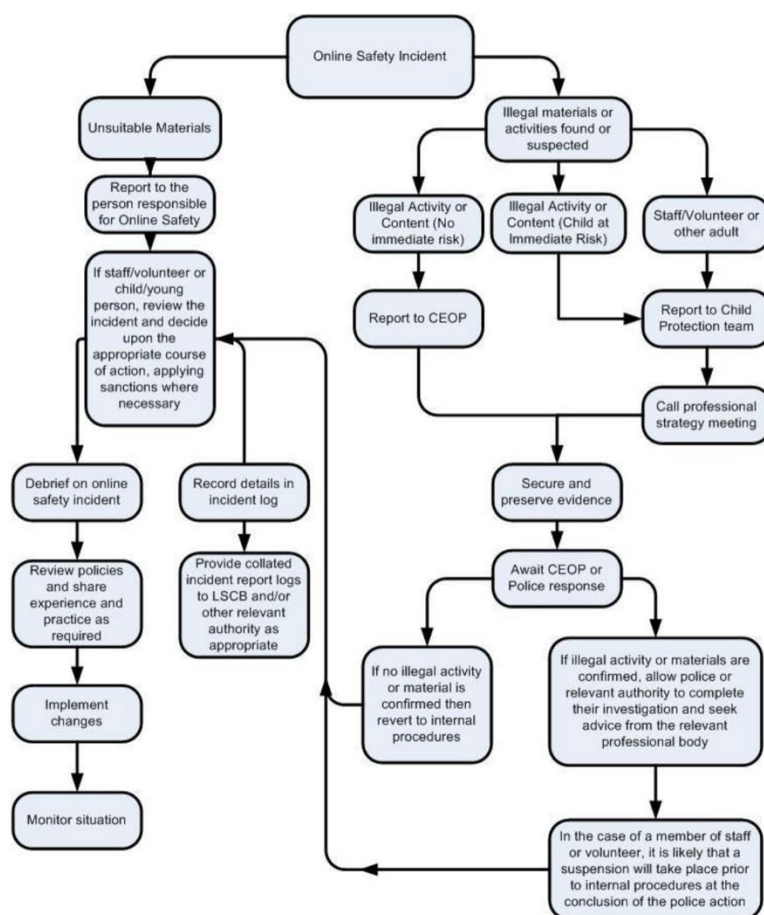 Online Safety Incident
Unsuitable Materials
Report to the
person responsible
for Online Safety
If staff/volunteer or
child/young
person, review the
incident and decide
upon the
appropriate course
of action, applying
sanctions where
necessary
Debrief on online
safety incident
Review policies
and share
experience and
practice as
required
Implement
changes
Monitor situation
Record details in
incident log
Provide collated
incident report logs
to LSCB and/or
other relevant
authority as
appropriate
Illegal materials or
activities found or
suspected
Illegal Activity or
Content (No
immediate risk)
Illegal Activity or
Content (Child at
Immediate Risk)
Staff/Volunteer or
other adult
Report to CEOP
Report to Child
Protection team
Call professional
strategy meeting
Secure and
preserve evidence
Await CEOP or
Police response
If no illegal activity
or material is
confirmed then
revert to internal
procedures
If illegal activity or materials are
confirmed, allow police or
relevant authority to complete
their investigation and seek
advice from the relevant
professional body
In the case of a member of staff
or volunteer, it is likely that a
suspension will take place prior
to internal procedures at the
conclusion of the police action